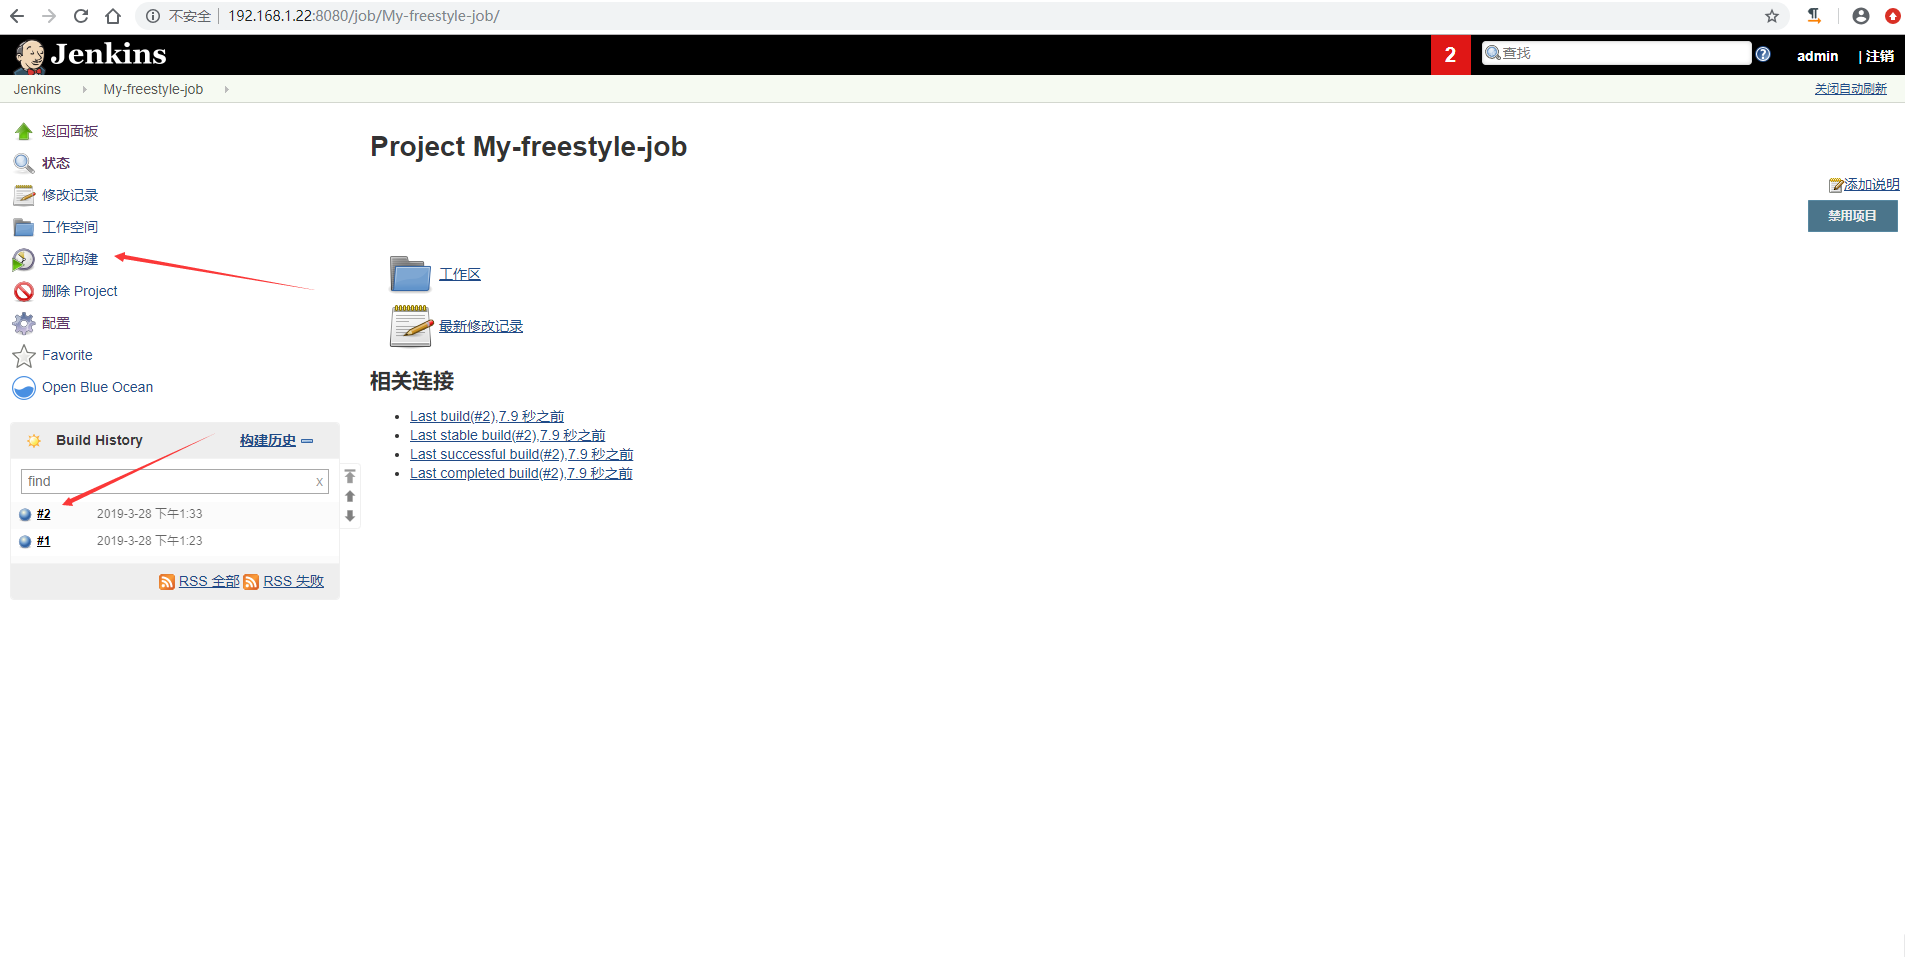 不安全 192.168.1.22:8080/job/My-freestyle-job/
Jenkins 2 查找 admin | 注销
Jenkins My-freestyle-job 关闭自动刷新
返回面板
状态
修改记录
工作空间
立即构建
删除 Project
配置
Favorite
Open Blue Ocean
Build History 构建历史
find x
#2 2019-3-28 下午1:33
#1 2019-3-28 下午1:23
RSS 全部 RSS 失败
Project My-freestyle-job
添加说明
禁用项目
工作区
最新修改记录
相关连接
Last build(#2),7.9 秒之前
Last stable build(#2),7.9 秒之前
Last successful build(#2),7.9 秒之前
Last completed build(#2),7.9 秒之前